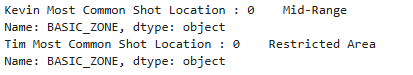 Kevin Most Common Shot Location : 0    Mid-Range
Name: BASIC_ZONE, dtype: object
Tim Most Common Shot Location : 0    Restricted Area
Name: BASIC_ZONE, dtype: object